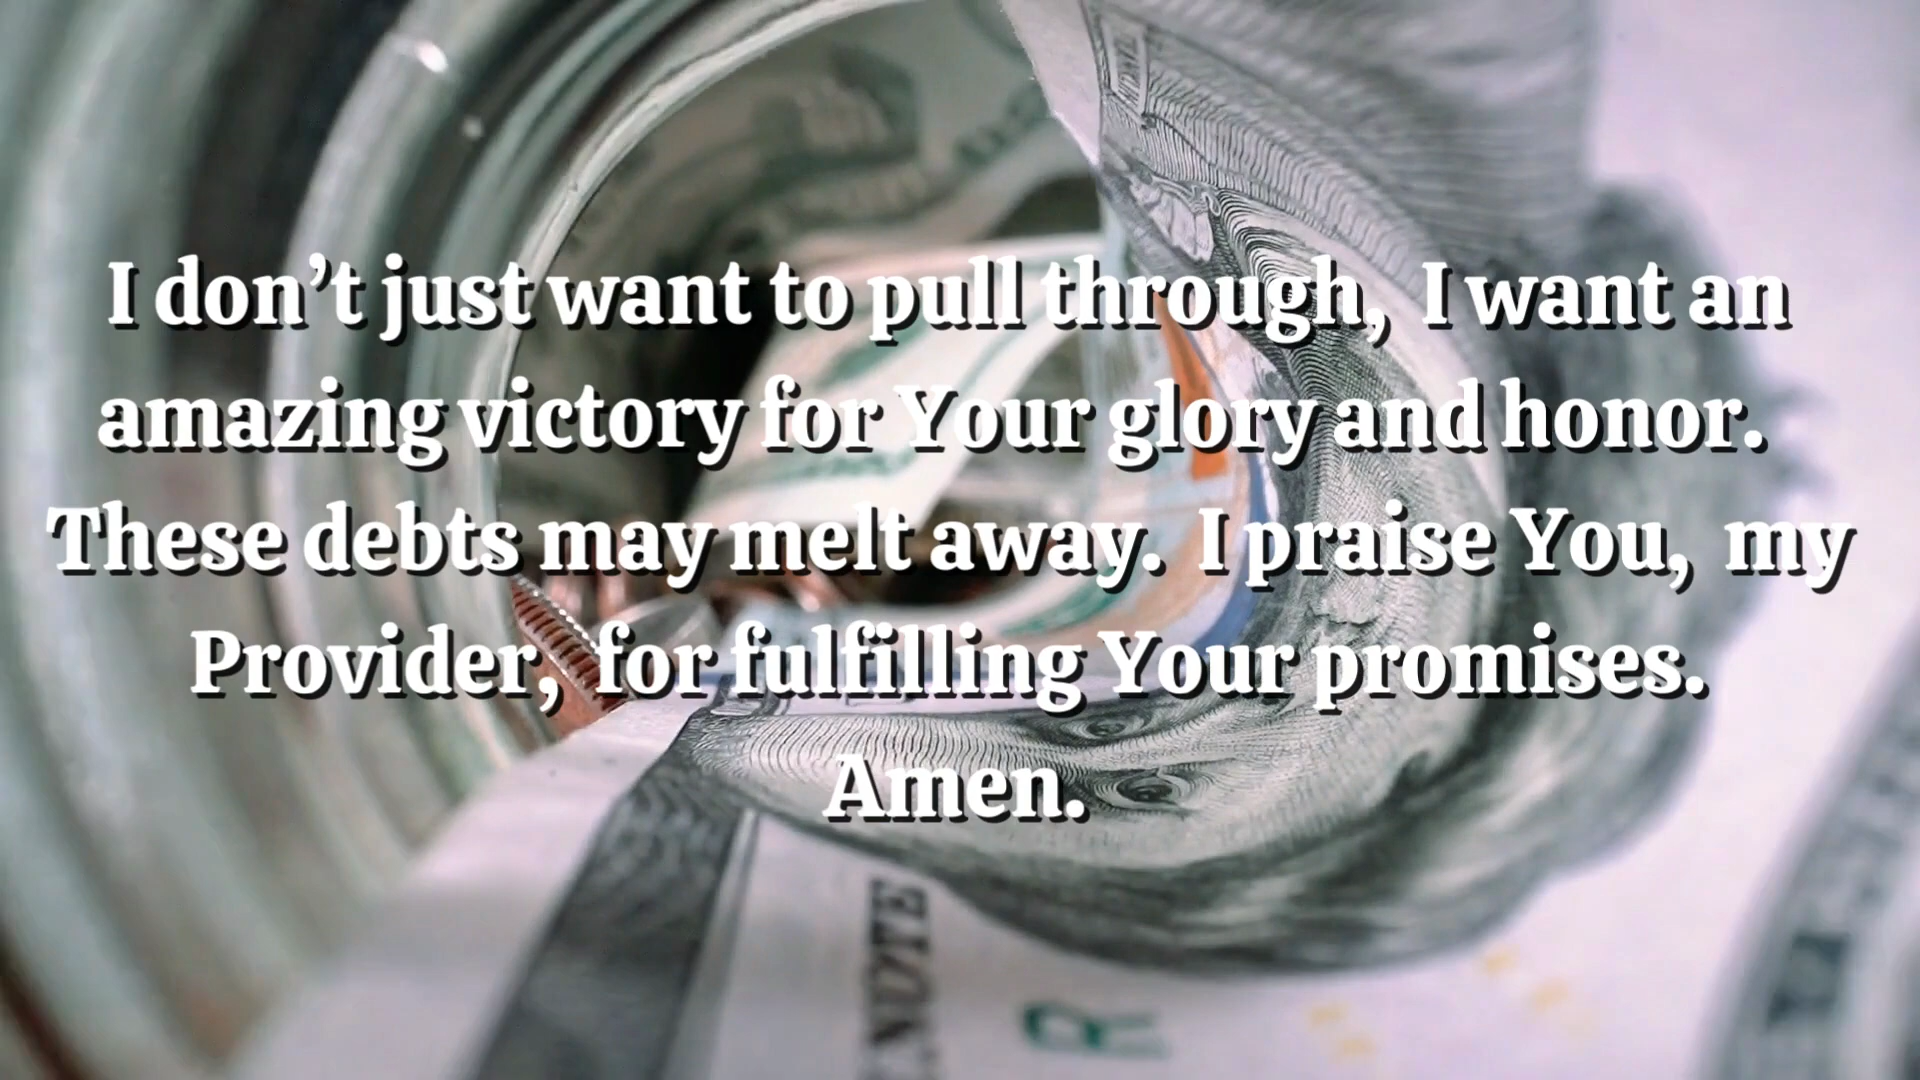 I don’t just want to pull through, I want an
amazing victory for Your glory and honor.
These debts may melt away. I praise You, my
Provider, for fulfilling Your promises.
Amen.
NOTE
R